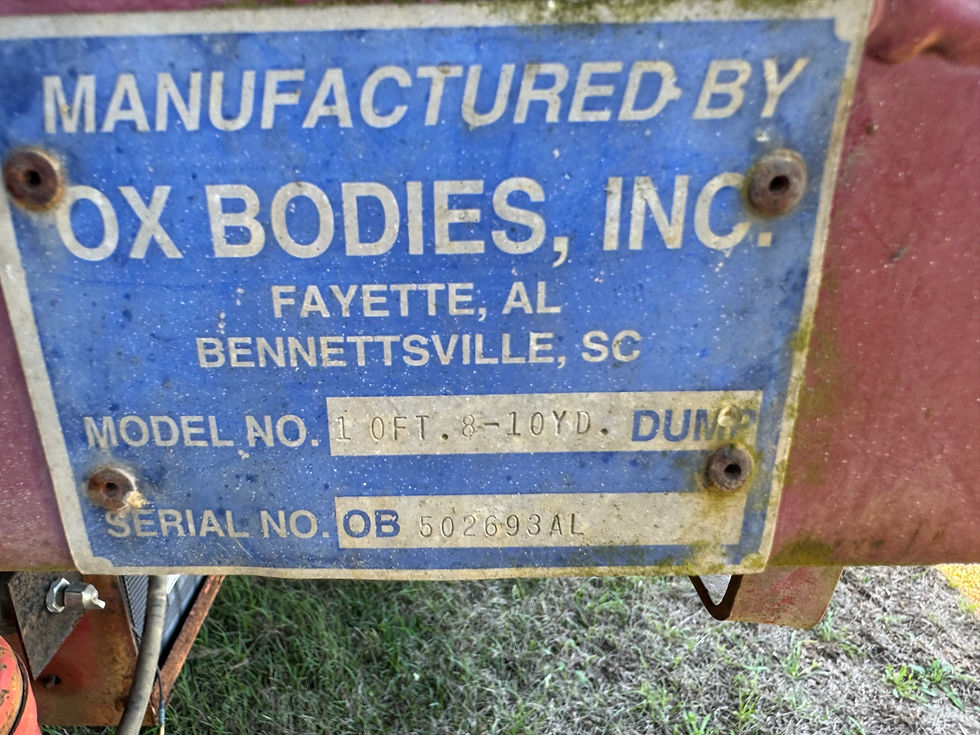 MANUFACTURED BY
OX BODIES, INC.
FAYETTE, AL
BENNETTSVILLE, SC
MODEL NO. 10FT.8-10YD. DUMP
SERIAL NO. OB 502693AL